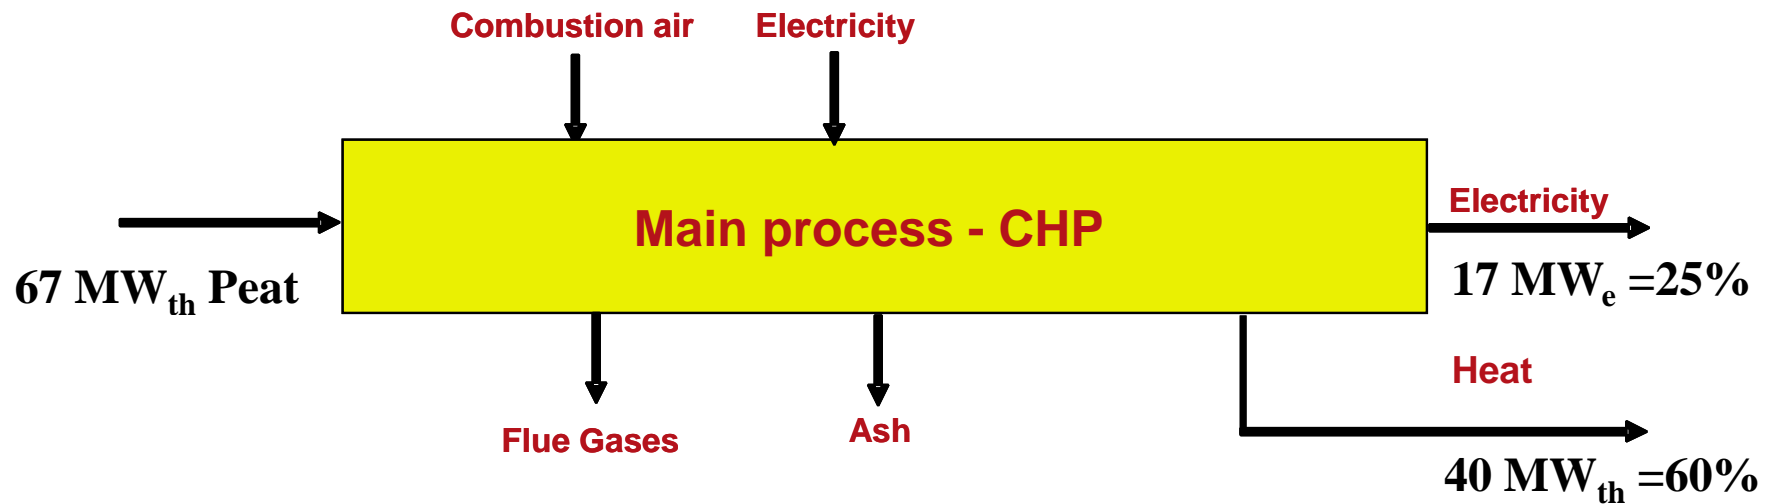 Combustion air
Electricity
Main process - CHP
67 MWth Peat
Electricity
17 MWe =25%
Heat
40 MWth =60%
Flue Gases
Ash